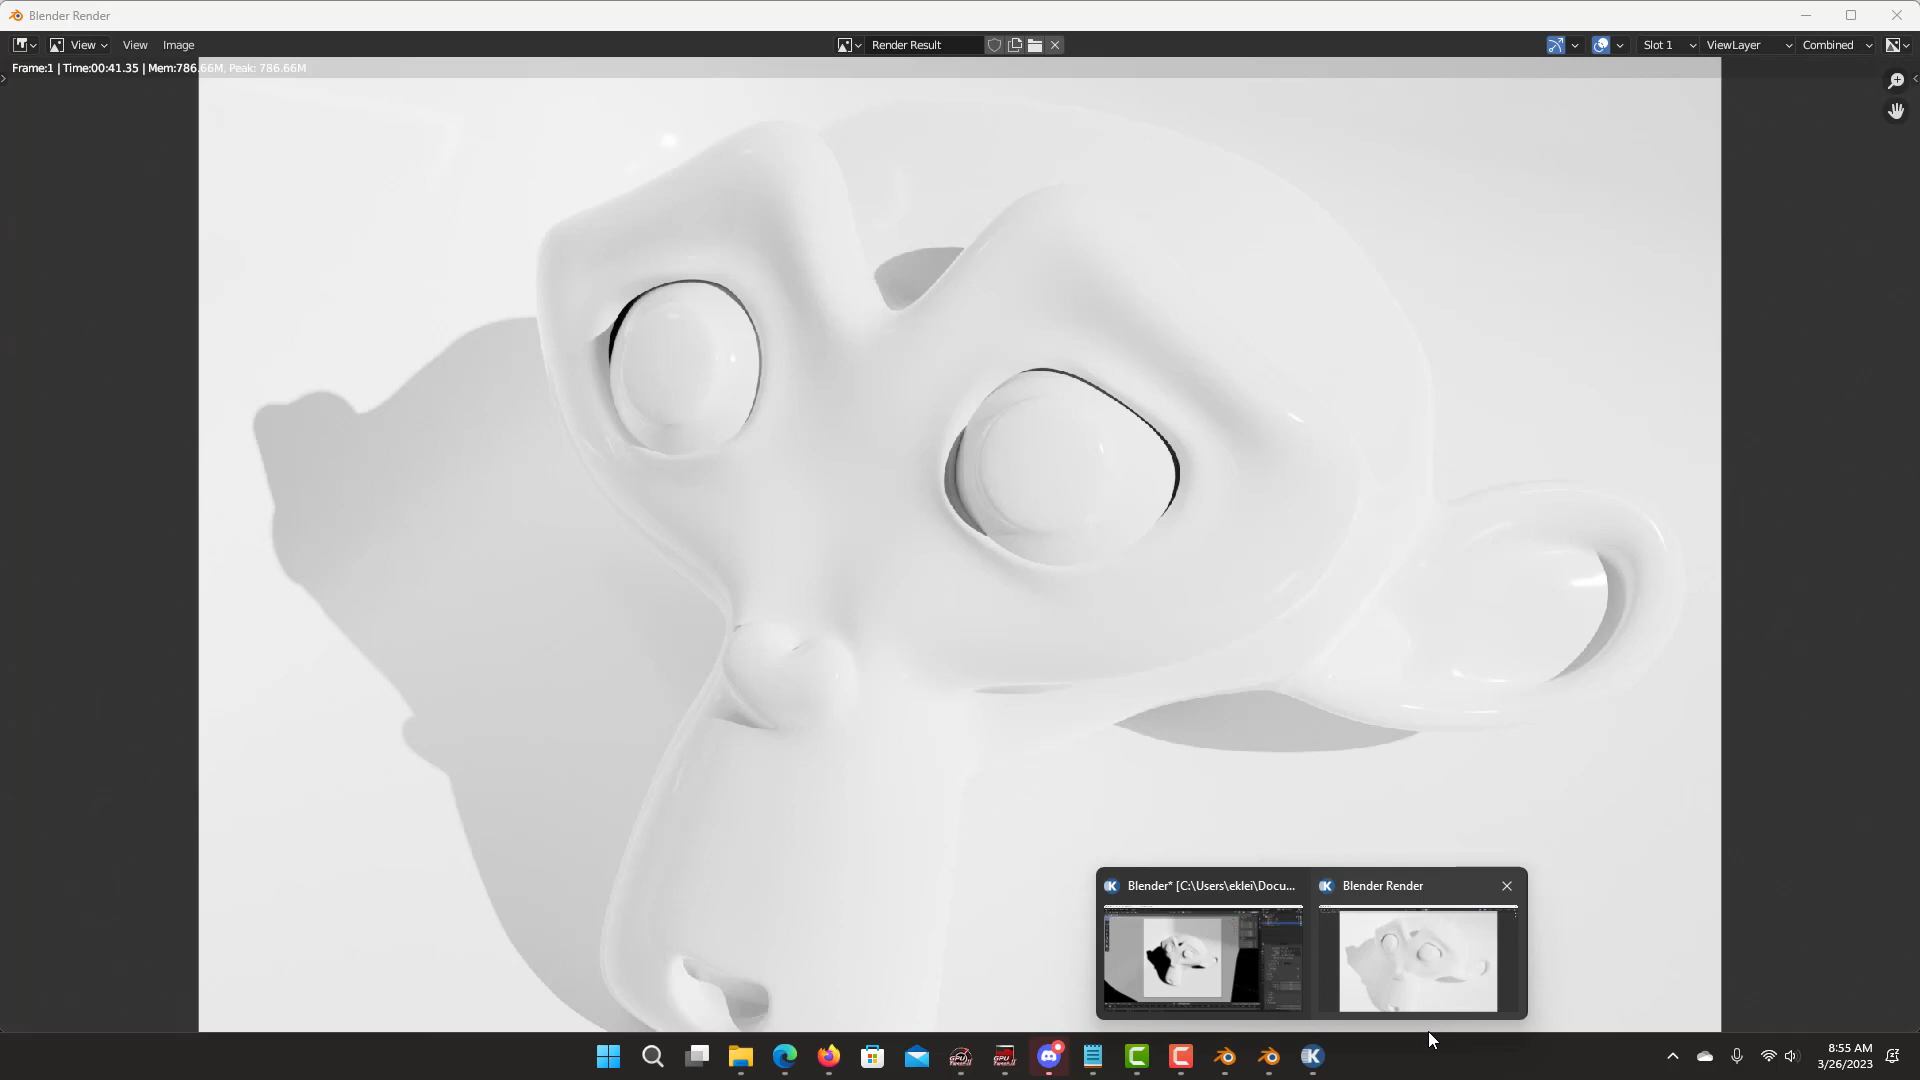 Blender Render
View View Image Render Result Slot 1 ViewLayer Combined
Frame:1 | Time:00:41.35 | Mem:786.66M, Peak: 786.66M
Blender* [C:\Users\eklei\Docu... Blender Render
8:55 AM
3/26/2023